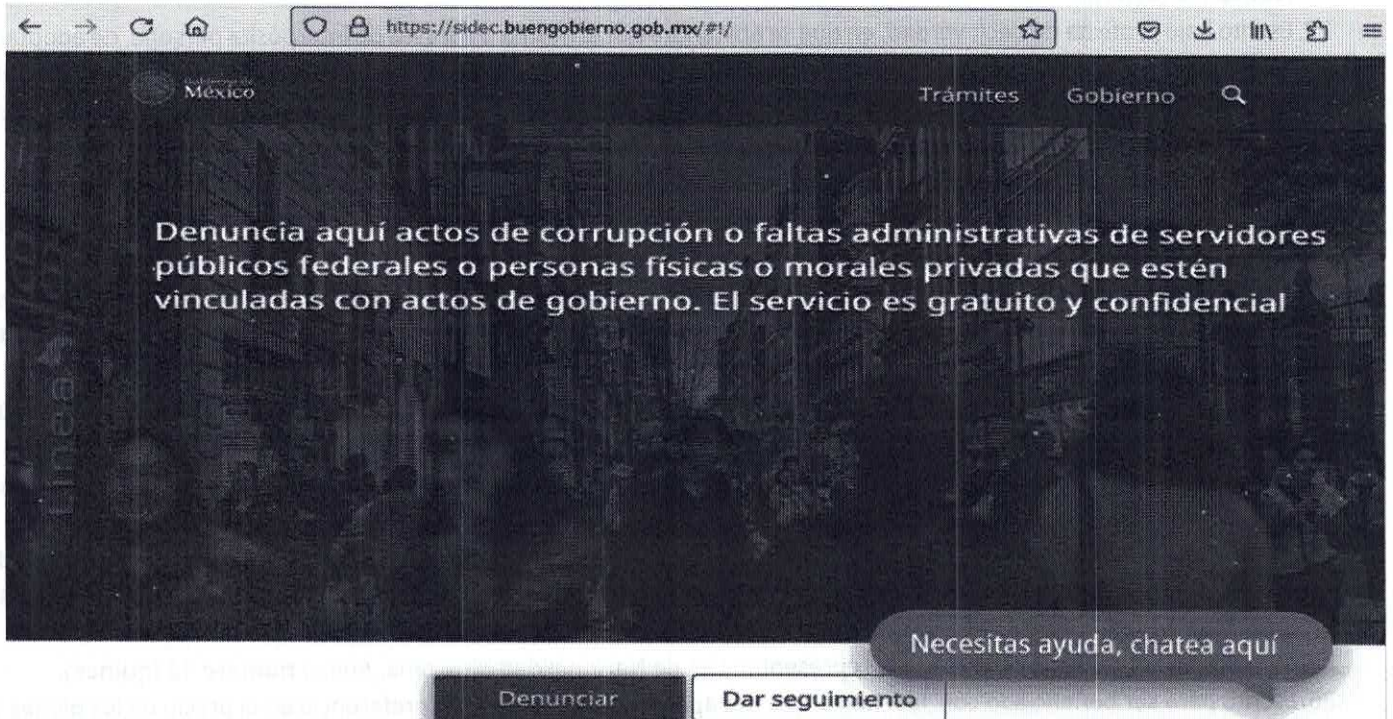 https://sidec.buengobierno.gob.mx/#!/
México
Trámites Gobierno
Denuncia aquí actos de corrupción o faltas administrativas de servidores
públicos federales o personas físicas o morales privadas que estén
vinculadas con actos de gobierno. El servicio es gratuito y confidencial
Necesitas ayuda, chatea aquí
Denunciar Dar seguimiento